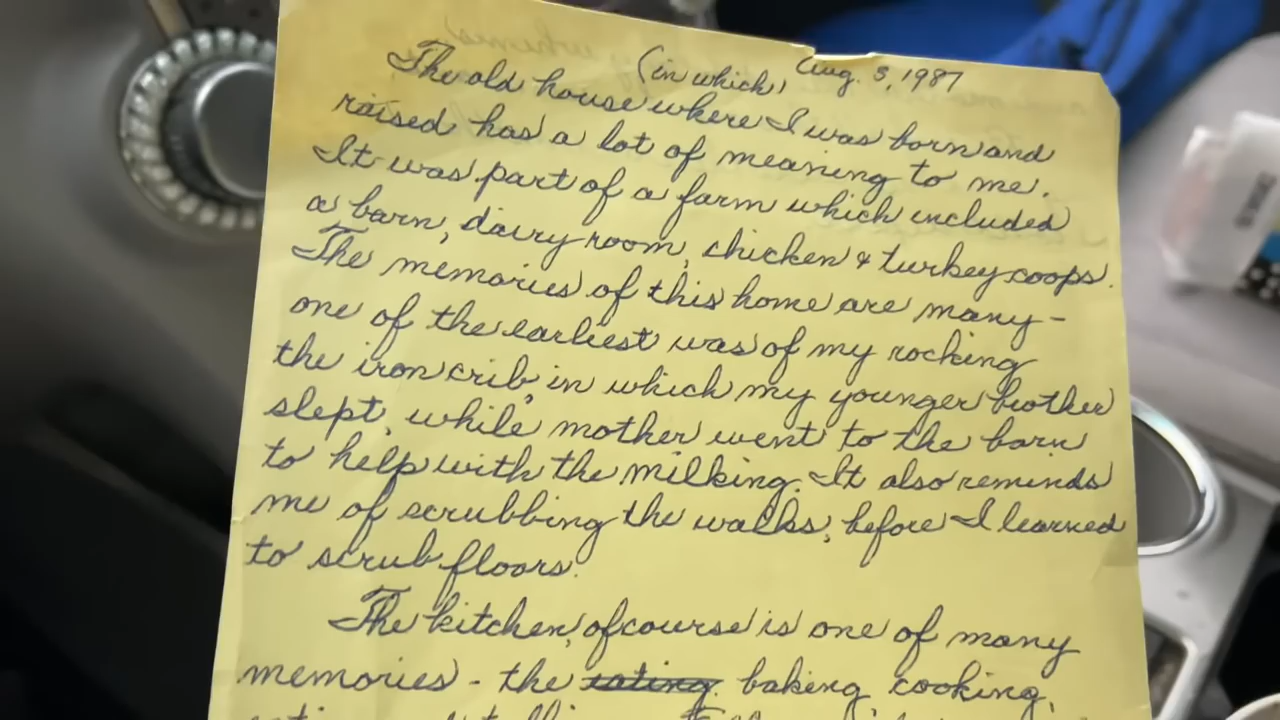 (in which) Aug. 3, 1987
The old house where I was born and
raised has a lot of meaning to me.
It was part of a farm which included
a barn, dairy room, chicken & turkey coops.
The memories of this home are many -
one of the earliest was of my rocking
the iron crib, in which my younger brother
slept, while mother went to the barn
to help with the milking. It also reminds
me of scrubbing the walks, before I learned
to scrub floors.
The kitchen, of course is one of many
memories - the eating baking, cooking,